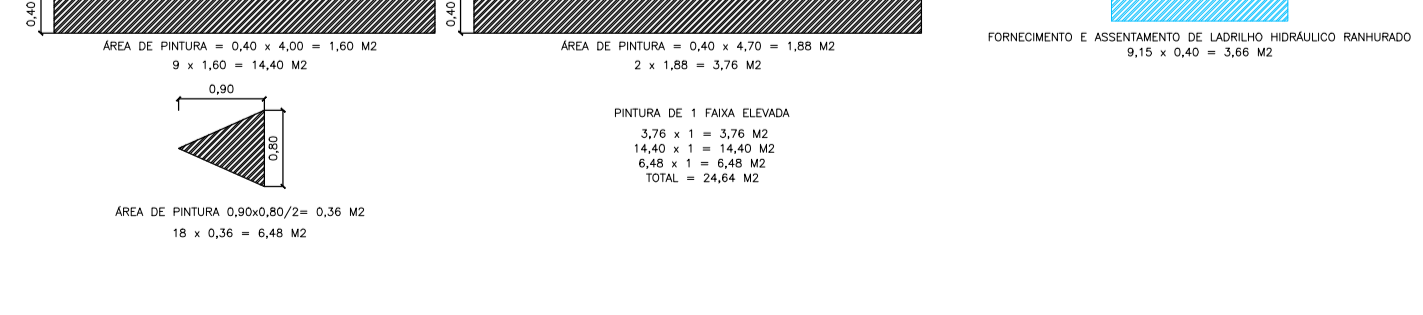 0,40
ÁREA DE PINTURA = 0,40 x 4,00 = 1,60 M2
9 x 1,60 = 14,40 M2
0,40
ÁREA DE PINTURA = 0,40 x 4,70 = 1,88 M2
2 x 1,88 = 3,76 M2
FORNECIMENTO E ASSENTAMENTO DE LADRILHO HIDRÁULICO RANHURADO
9,15 x 0,40 = 3,66 M2
0,90
0,80
ÁREA DE PINTURA 0,90x0,80/2= 0,36 M2
18 x 0,36 = 6,48 M2
PINTURA DE 1 FAIXA ELEVADA
3,76 x 1 = 3,76 M2
14,40 x 1 = 14,40 M2
6,48 x 1 = 6,48 M2
TOTAL = 24,64 M2